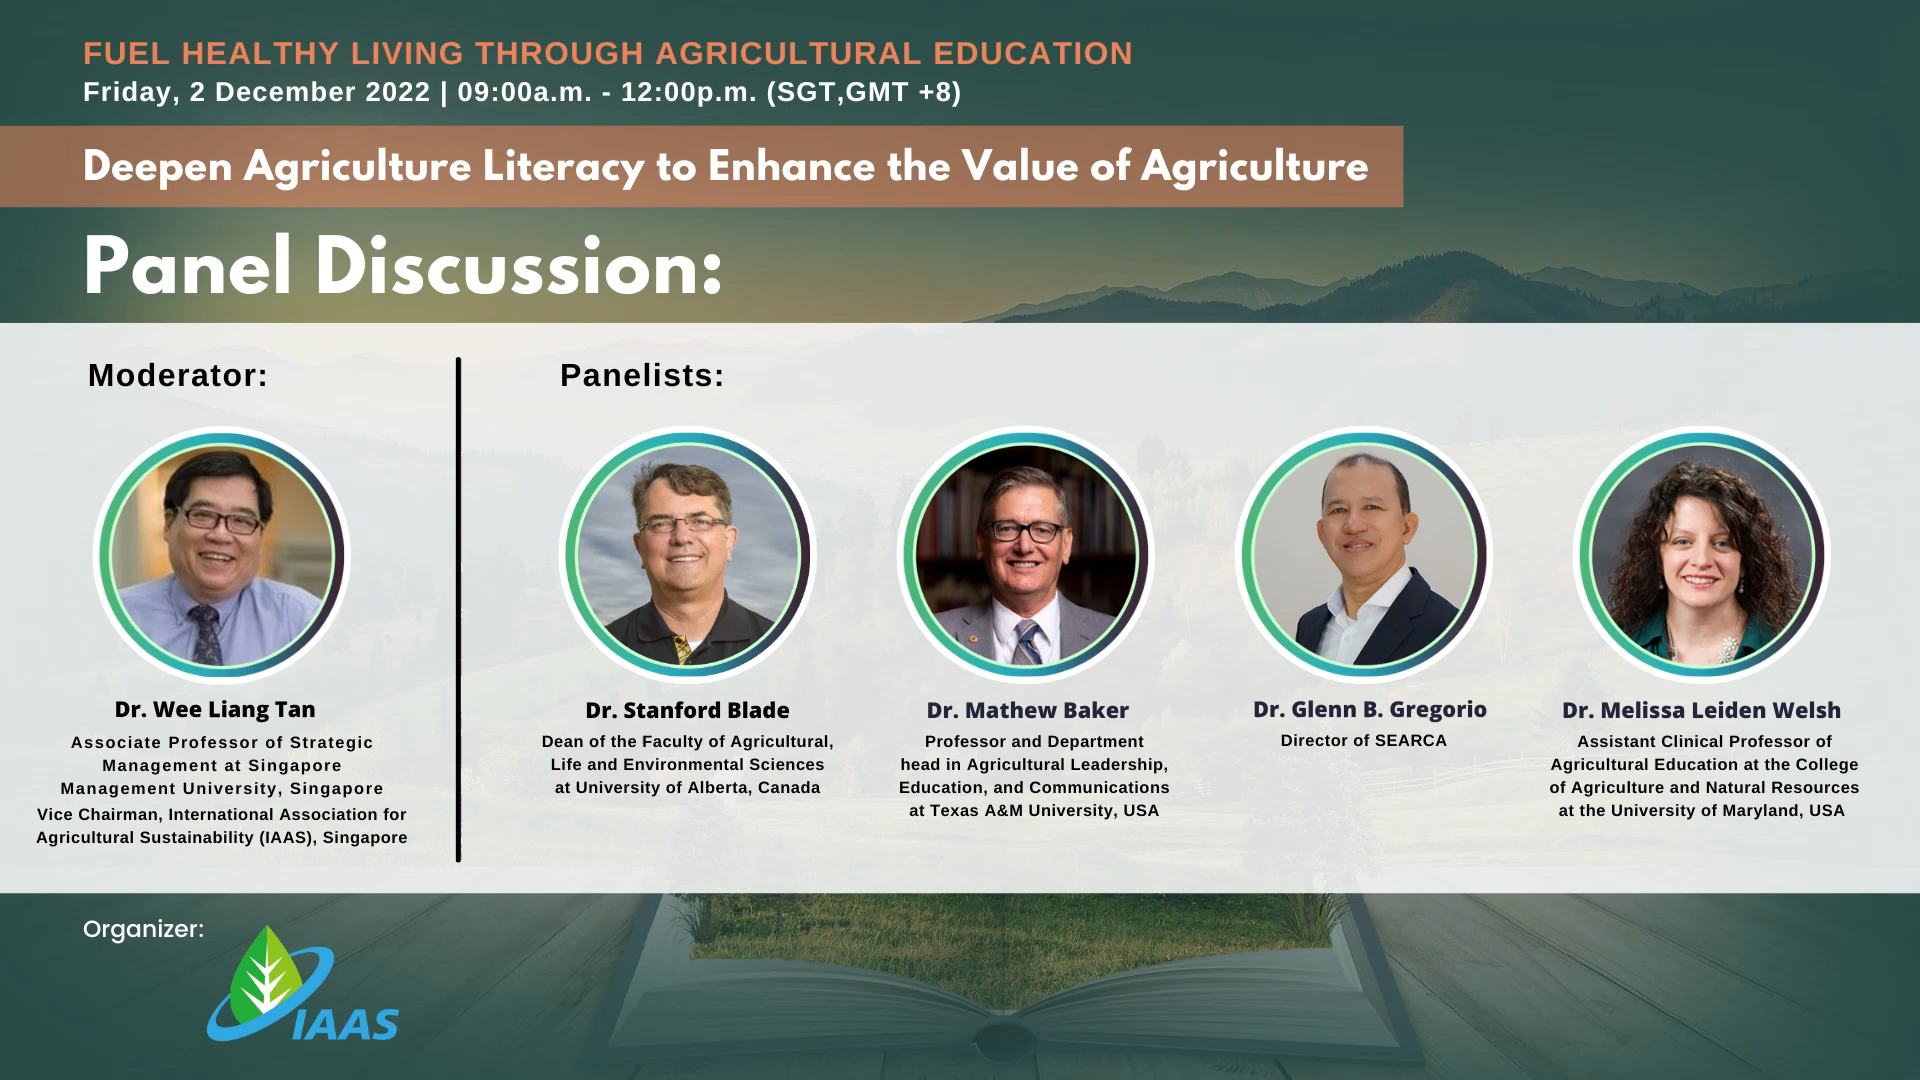 FUEL HEALTHY LIVING THROUGH AGRICULTURAL EDUCATION
Friday, 2 December 2022 | 09:00a.m. - 12:00p.m. (SGT,GMT +8)
Deepen Agriculture Literacy to Enhance the Value of Agriculture
Panel Discussion:
Moderator:
Dr. Wee Liang Tan
Associate Professor of Strategic
Management at Singapore
Management University, Singapore
Vice Chairman, International Association for
Agricultural Sustainability (IAAS), Singapore
Panelists:
Dr. Stanford Blade
Dean of the Faculty of Agricultural,
Life and Environmental Sciences
at University of Alberta, Canada
Dr. Mathew Baker
Professor and Department
head in Agricultural Leadership,
Education, and Communications
at Texas A&M University, USA
Dr. Glenn B. Gregorio
Director of SEARCA
Dr. Melissa Leiden Welsh
Assistant Clinical Professor of
Agricultural Education at the College
of Agriculture and Natural Resources
at the University of Maryland, USA
Organizer:
IAAS